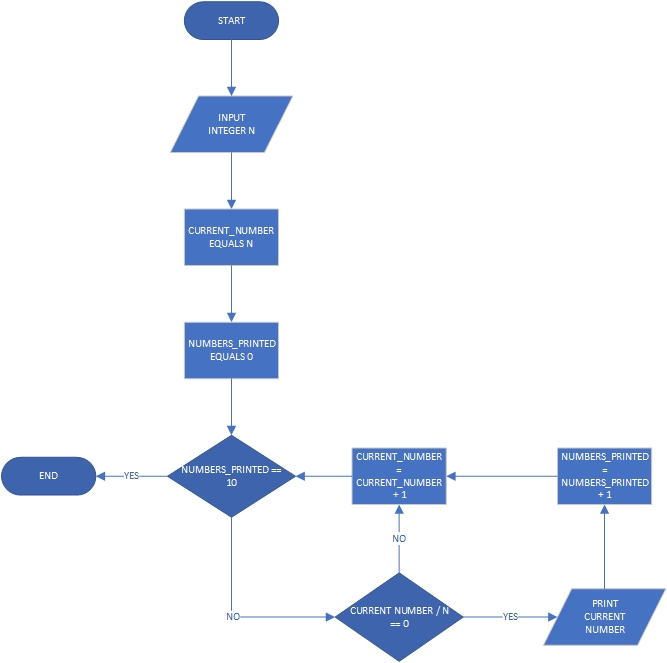 START
INPUT
INTEGER N
CURRENT_NUMBER
EQUALS N
NUMBERS_PRINTED
EQUALS 0
NUMBERS_PRINTED ==
10
YES
END
NO
CURRENT NUMBER / N
== 0
NO
CURRENT_NUMBER
=
CURRENT_NUMBER
+ 1
YES
PRINT
CURRENT
NUMBER
NUMBERS_PRINTED
=
NUMBERS_PRINTED
+ 1